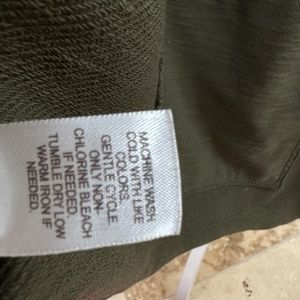 MACHINE WASH
COLD WITH LIKE
COLORS.
GENTLE CYCLE
ONLY NON-
CHLORINE BLEACH
IF NEEDED.
TUMBLE DRY LOW
WARM IRON IF
NEEDED.